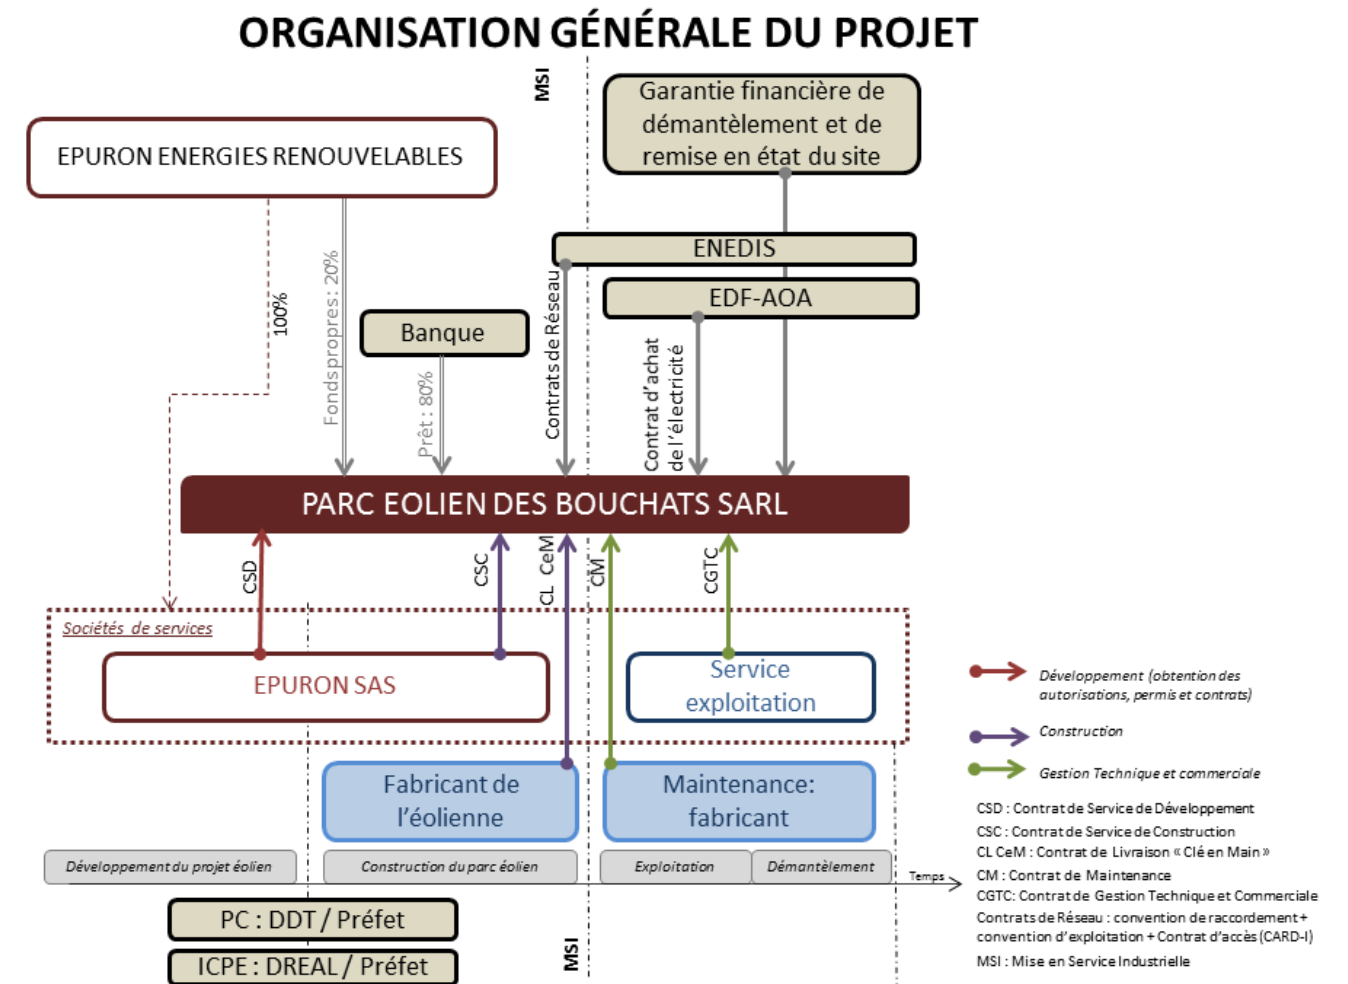 ORGANISATION GÉNÉRALE DU PROJET
MSI
Garantie financière de
démantèlement et de
remise en état du site
EPURON ENERGIES RENOUVELABLES
ENEDIS
EDF-AOA
100%
Fondspropres : 20%
Banque
Prêt : 80%
Contrats de Réseau
Contrat d'achat
de l'électricité
PARC EOLIEN DES BOUCHATS SARL
CSD
CSC
CL CeM
CM
CGTC
Sociétés de services
EPURON SAS
Service
exploitation
Fabricant de
l'éolienne
Maintenance:
fabricant
Développement du projet éolien
Construction du parc éolien
Exploitation
Démantèlement
Temps
PC : DDT / Préfet
ICPE : DREAL / Préfet
MSI
Développement (obtention des
autorisations, permis et contrats)
Construction
Gestion Technique et commerciale
CSD : Contrat de Service de Développement
CSC : Contrat de Service de Construction
CL CeM : Contrat de Livraison « Clé en Main »
CM : Contrat de Maintenance
CGTC: Contrat de Gestion Technique et Commerciale
Contrats de Réseau : convention de raccordement +
convention d'exploitation + Contrat d'accès (CARD-I)
MSI : Mise en Service Industrielle